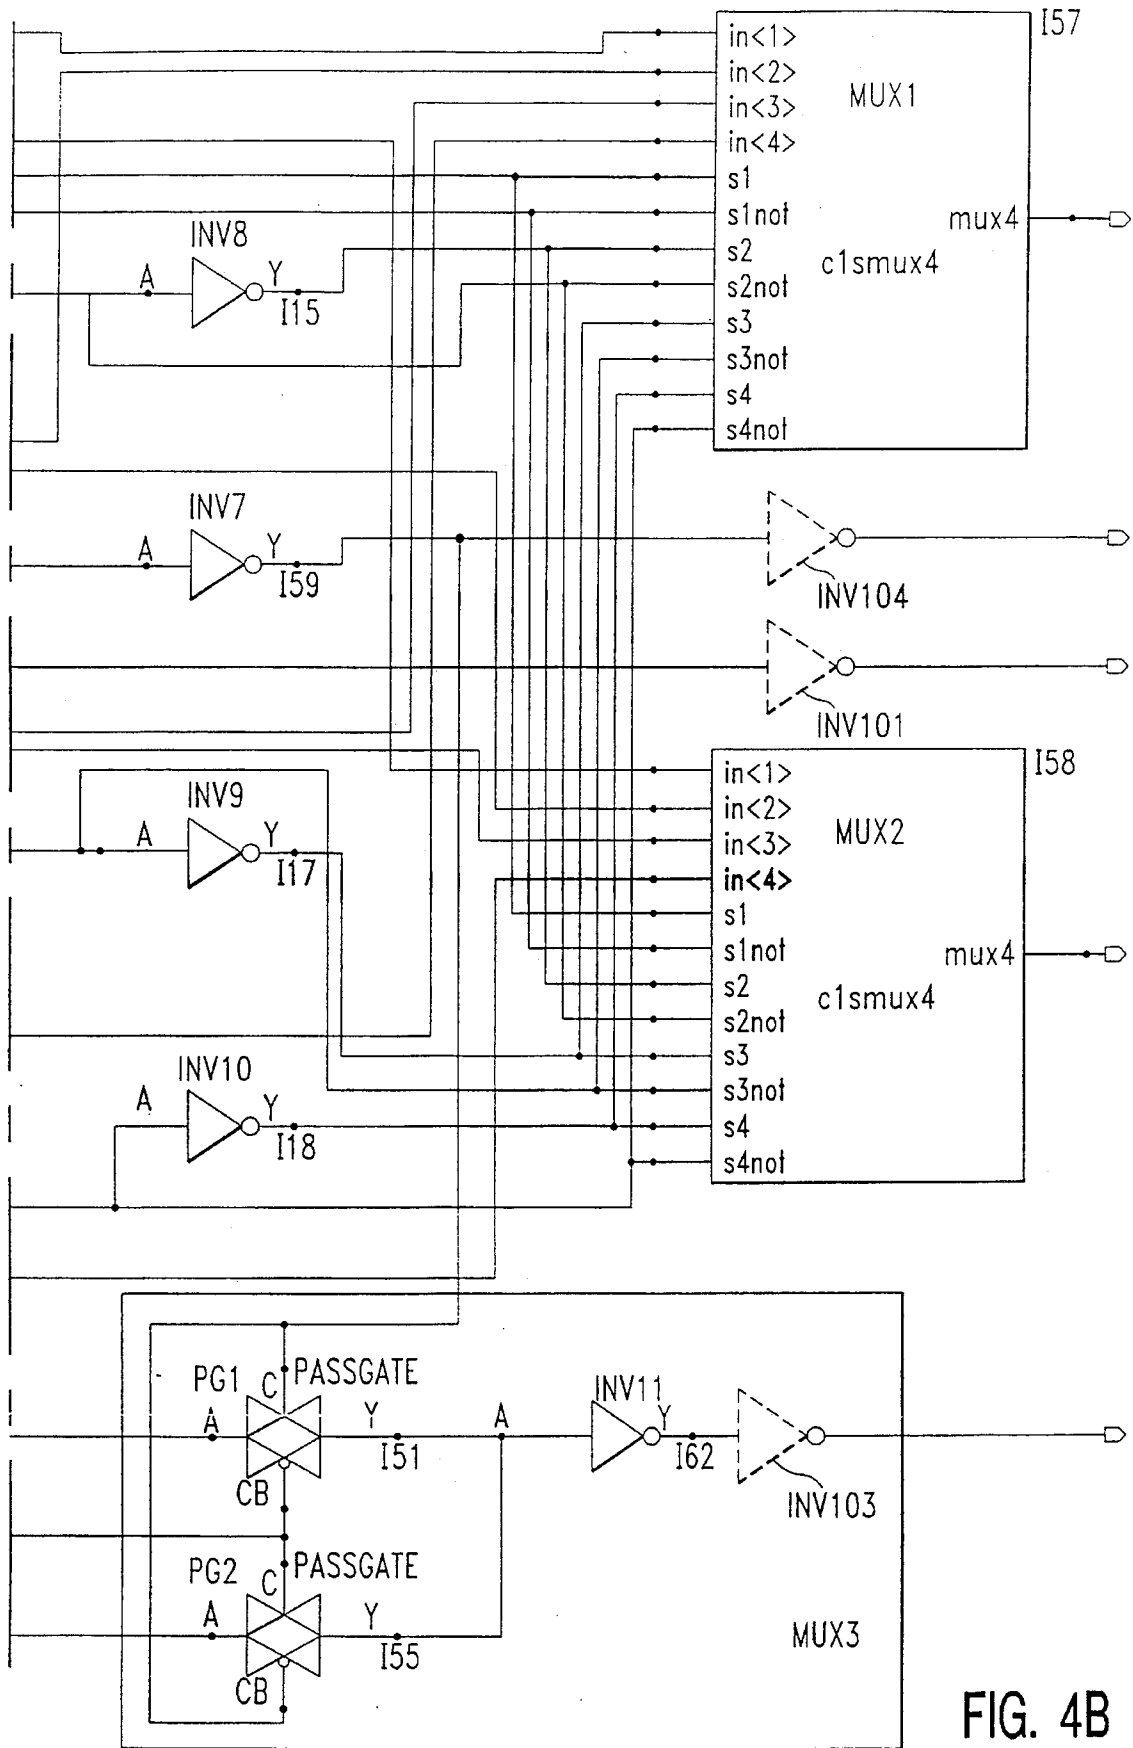 I57
in<1>
in<2>
MUX1
in<3>
in<4>
s1
s1not
mux4
INV8
s2
c1smux4
A
Y
s2not
I15
s3
s3not
s4
s4not
INV7
A
Y
I59
INV104
INV101
I58
in<1>
INV9
in<2>
A
Y
in<3>
MUX2
I17
in<4>
s1
s1not
mux4
s2
c1smux4
s2not
s3
INV10
s3not
A
Y
s4
I18
s4not
PG1
C
PASSGATE
INV11
A
Y
A
Y
I51
I62
CB
INV103
PG2
C
PASSGATE
A
Y
I55
MUX3
CB
FIG. 4B